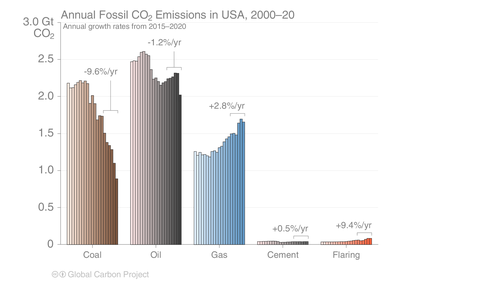 Annual Fossil CO₂ Emissions in USA, 2000–20
Annual growth rates from 2015–2020
3.0 Gt
CO₂
2.5
2.0
1.5
1.0
0.5
0
-9.6%/yr
-1.2%/yr
+2.8%/yr
+0.5%/yr
+9.4%/yr
Coal
Oil
Gas
Cement
Flaring
Global Carbon Project